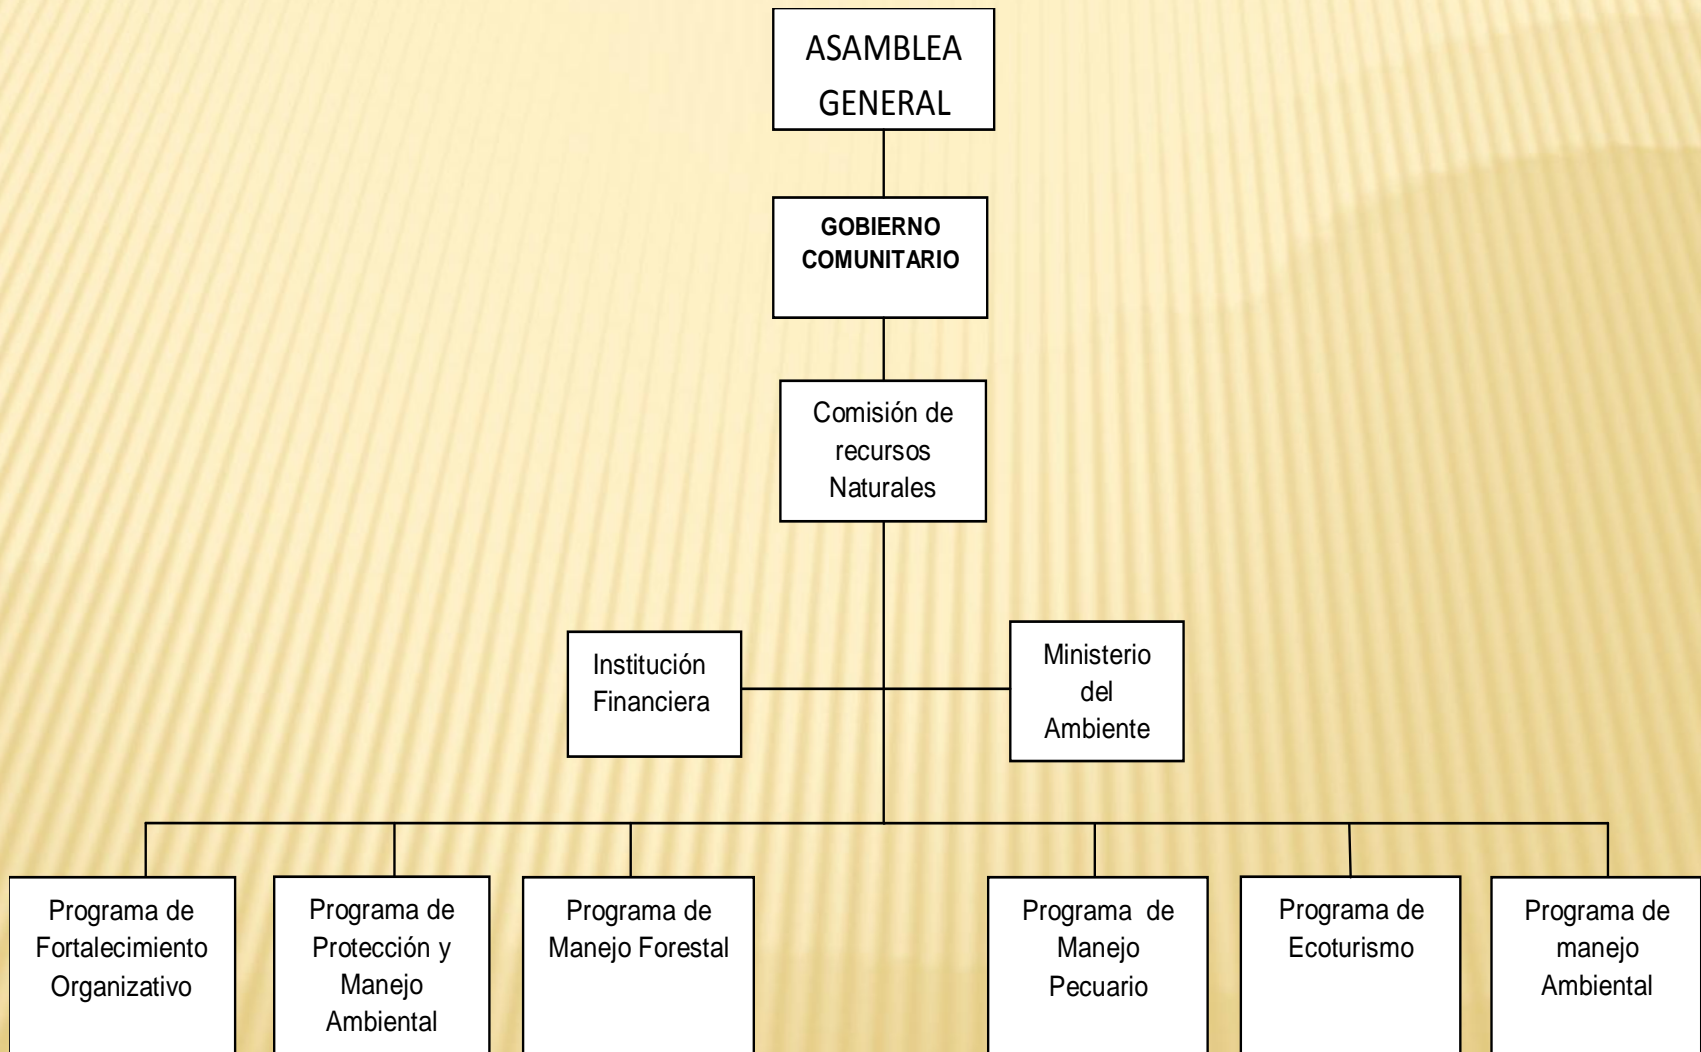 ASAMBLEA
GENERAL
GOBIERNO
COMUNITARIO
Comisión de
recursos
Naturales
Institución
Financiera
Ministerio
del
Ambiente
Programa de
Fortalecimiento
Organizativo
Programa de
Protección y
Manejo
Ambiental
Programa de
Manejo Forestal
Programa de
Manejo
Pecuario
Programa de
Ecoturismo
Programa de
manejo
Ambiental